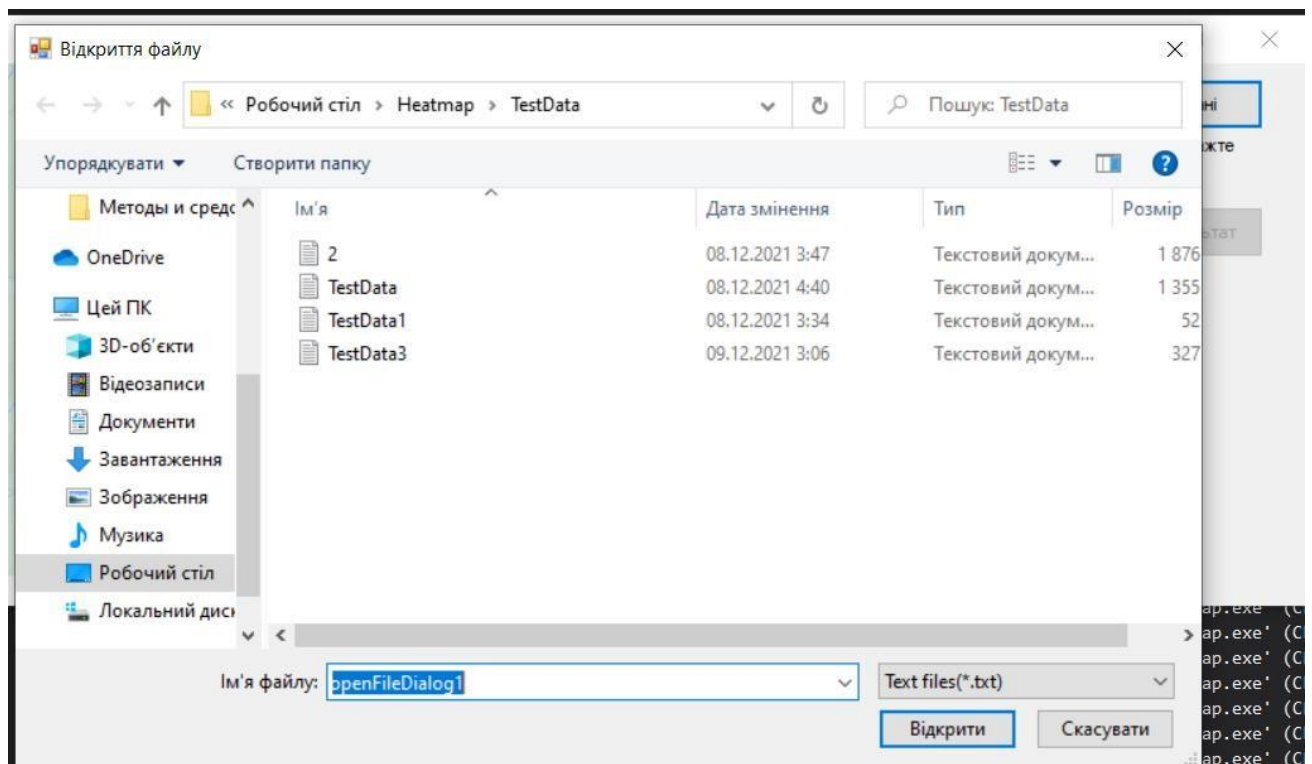 Відкриття файлу
« Робочий стіл › Heatmap › TestData
Пошук: TestData
Упорядкувати
Створити папку
Ім'я
Дата змінення
Тип
Розмір
Методы и
OneDrive
Цей ПК
3D-об'єкти
Відеозаписи
Документи
Завантаження
Зображення
Музика
Робочий стіл
Локальний
2 08.12.2021 3:47 Текстовий докум... 1 876
TestData 08.12.2021 4:40 Текстовий докум... 1 355
TestData1 08.12.2021 3:34 Текстовий докум... 52
TestData3 09.12.2021 3:06 Текстовий докум... 327
Ім'я файлу: openFileDialog1
Text files(*.txt)
Відкрити
Скасувати
ap.exe' (C
ap.exe' (C
ap.exe' (C
ap.exe' (C
ap.exe' (C
ap.exe' (C
ap.exe' (C